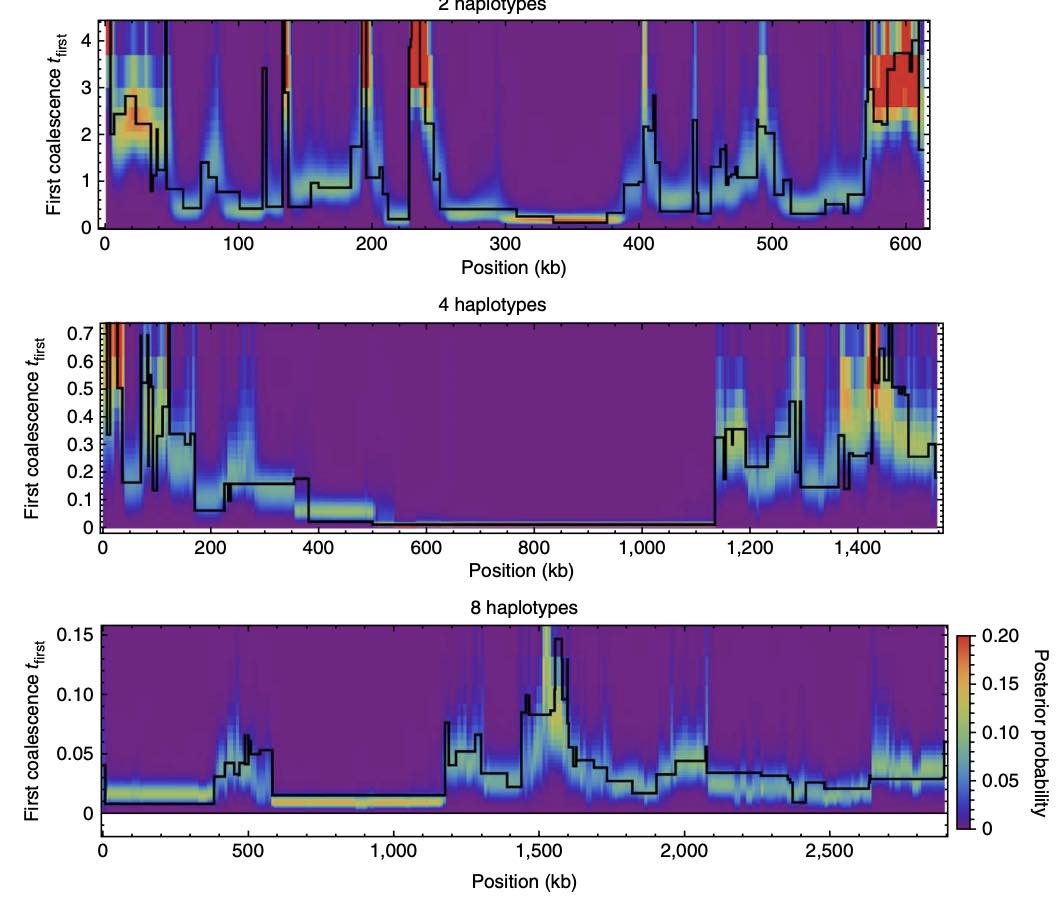 2 haplotypes
First coalescence tfirst
4
3
2
1
0
0 100 200 300 400 500 600
Position (kb)
4 haplotypes
First coalescence tfirst
0.7
0.6
0.5
0.4
0.3
0.2
0.1
0
0 200 400 600 800 1,000 1,200 1,400
Position (kb)
8 haplotypes
First coalescence tfirst
0.15
0.10
0.05
0
0 500 1,000 1,500 2,000 2,500
Position (kb)
0.20
0.15
0.10
0.05
0
Posterior probability